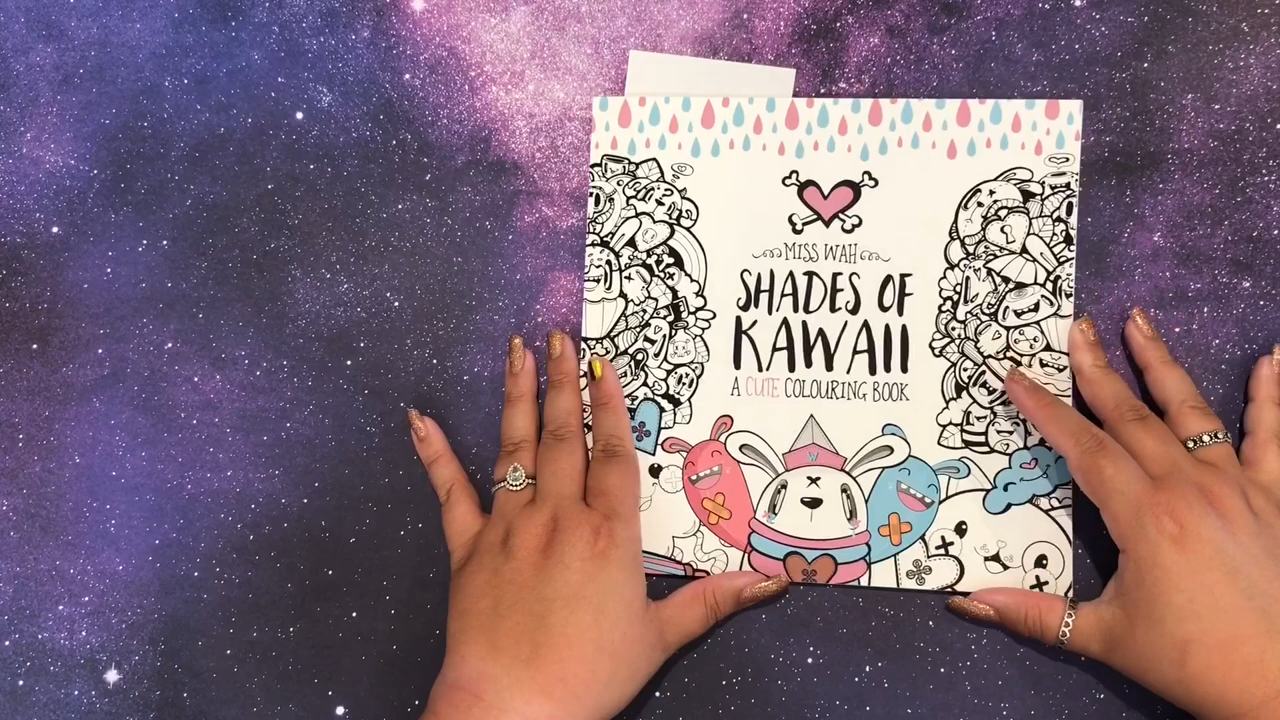 MISS WAH
SHADES OF
KAWAII
A CUTE COLOURING BOOK
W